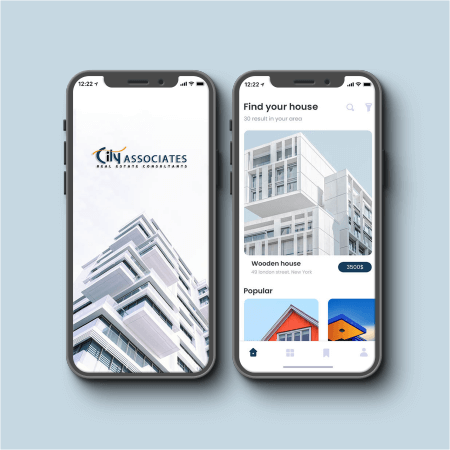 12:22
City ASSOCIATES
REAL ESTATE CONSULTANTS
12:22
Find your house
30 result in your area
Wooden house
3500$
49 london street, New York
Popular